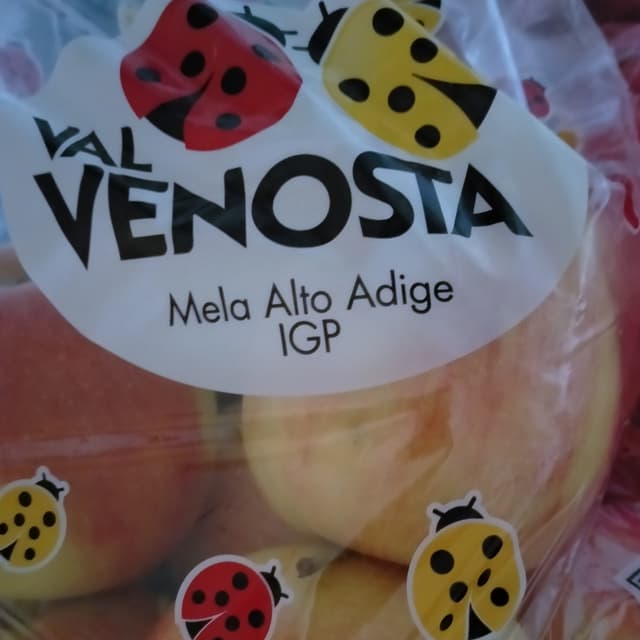 VAL
VENOSTA
Mela Alto Adige
IGP